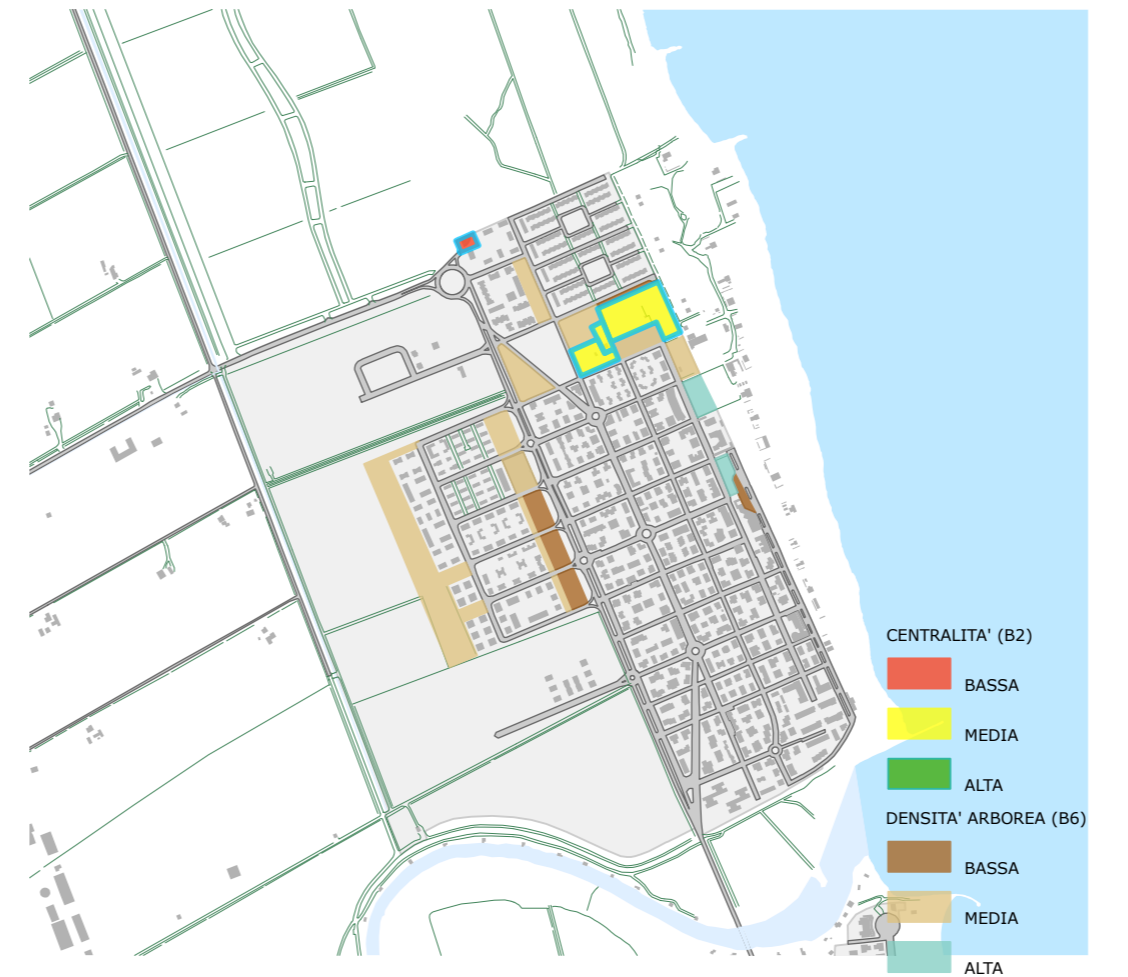 CENTRALITA' (B2)
BASSA
MEDIA
ALTA
DENSITA' ARBOREA (B6)
BASSA
MEDIA
ALTA